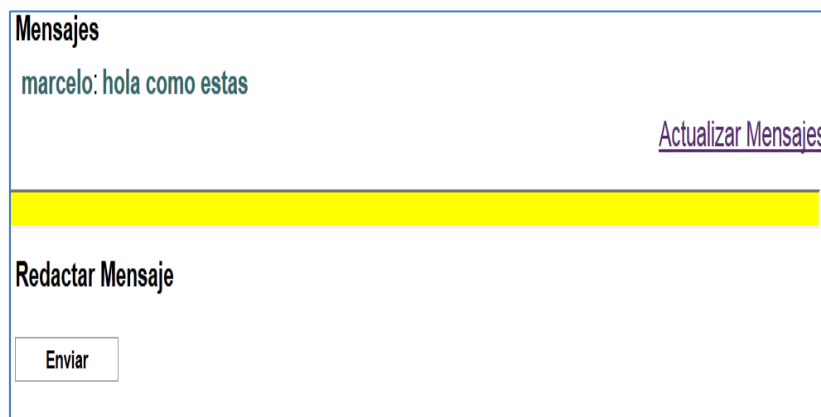 Mensajes
marcelo: hola como estas
Actualizar Mensajes
Redactar Mensaje
Enviar